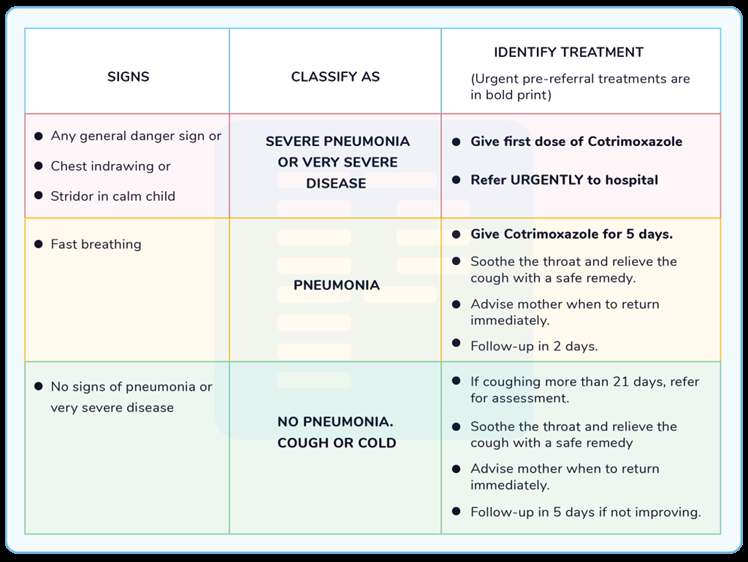 SIGNS
CLASSIFY AS
IDENTIFY TREATMENT
(Urgent pre-referral treatments are
in bold print)
Any general danger sign or
Chest indrawing or
Stridor in calm child
SEVERE PNEUMONIA
OR VERY SEVERE
DISEASE
Give first dose of Cotrimoxazole
Refer URGENTLY to hospital
Fast breathing
PNEUMONIA
Give Cotrimoxazole for 5 days.
Soothe the throat and relieve the
cough with a safe remedy.
Advise mother when to return
immediately.
Follow-up in 2 days.
No signs of pneumonia or
very severe disease
NO PNEUMONIA.
COUGH OR COLD
If coughing more than 21 days, refer
for assessment.
Soothe the throat and relieve the
cough with a safe remedy
Advise mother when to return
immediately.
Follow-up in 5 days if not improving.